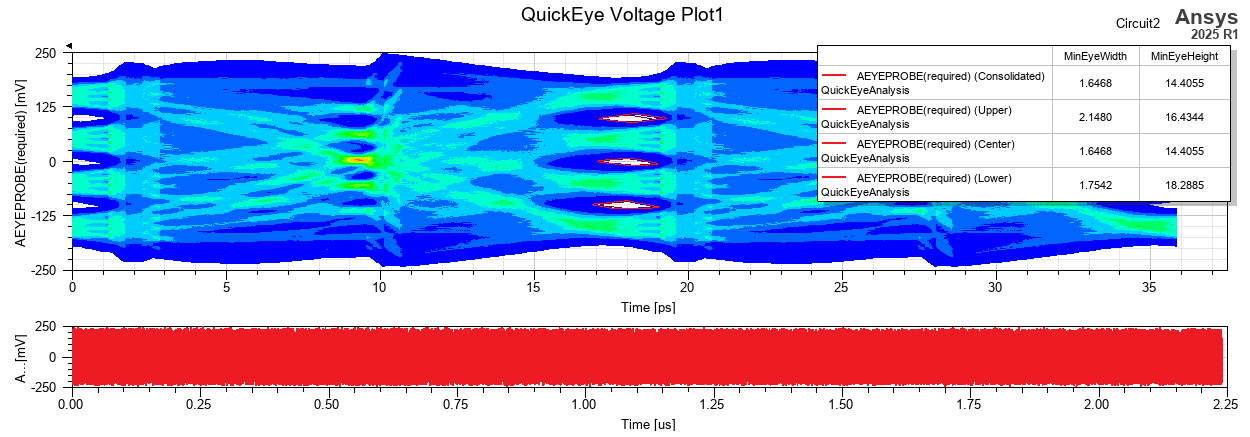 QuickEye Voltage Plot1
Circuit2
Ansys
2025 R1
MinEyeWidth MinEyeHeight
AEYEPROBE(required) (Consolidated)
QuickEyeAnalysis 1.6468 14.4055
AEYEPROBE(required) (Upper)
QuickEyeAnalysis 2.1480 16.4344
AEYEPROBE(required) (Center)
QuickEyeAnalysis 1.6468 14.4055
AEYEPROBE(required) (Lower)
QuickEyeAnalysis 1.7542 18.2885
AEYEPROBE(required) [mV]
250
125
0
-125
-250
0 5 10 15 20 25 30 35
Time [ps]
A...[mV]
250
0
-250
0.00 0.25 0.50 0.75 1.00 1.25 1.50 1.75 2.00 2.25
Time [us]